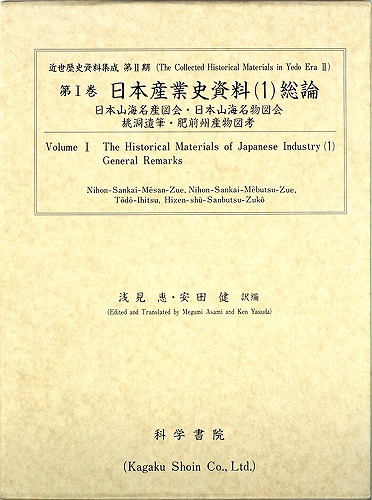 近世歴史資料集成 第Ⅱ期 (The Collected Historical Materials in Yedo Era Ⅱ)
第Ⅰ巻 日本産業史資料(1)総論
日本山海名産図会・日本山海名物図会
桃洞遺筆・肥前州産物図考
Volume Ⅰ The Historical Materials of Japanese Industry (1)
General Remarks
Nihon-Sankai-Mēsan-Zue, Nihon-Sankai-Mēbutsu-Zue,
Tōdō-Ihitsu, Hizen-shū-Sanbutsu-Zukō
浅見 恵・安田 健 訳編
(Edited and Translated by Megumi Asami and Ken Yasuda)
科学書院
(Kagaku Shoin Co., Ltd.)